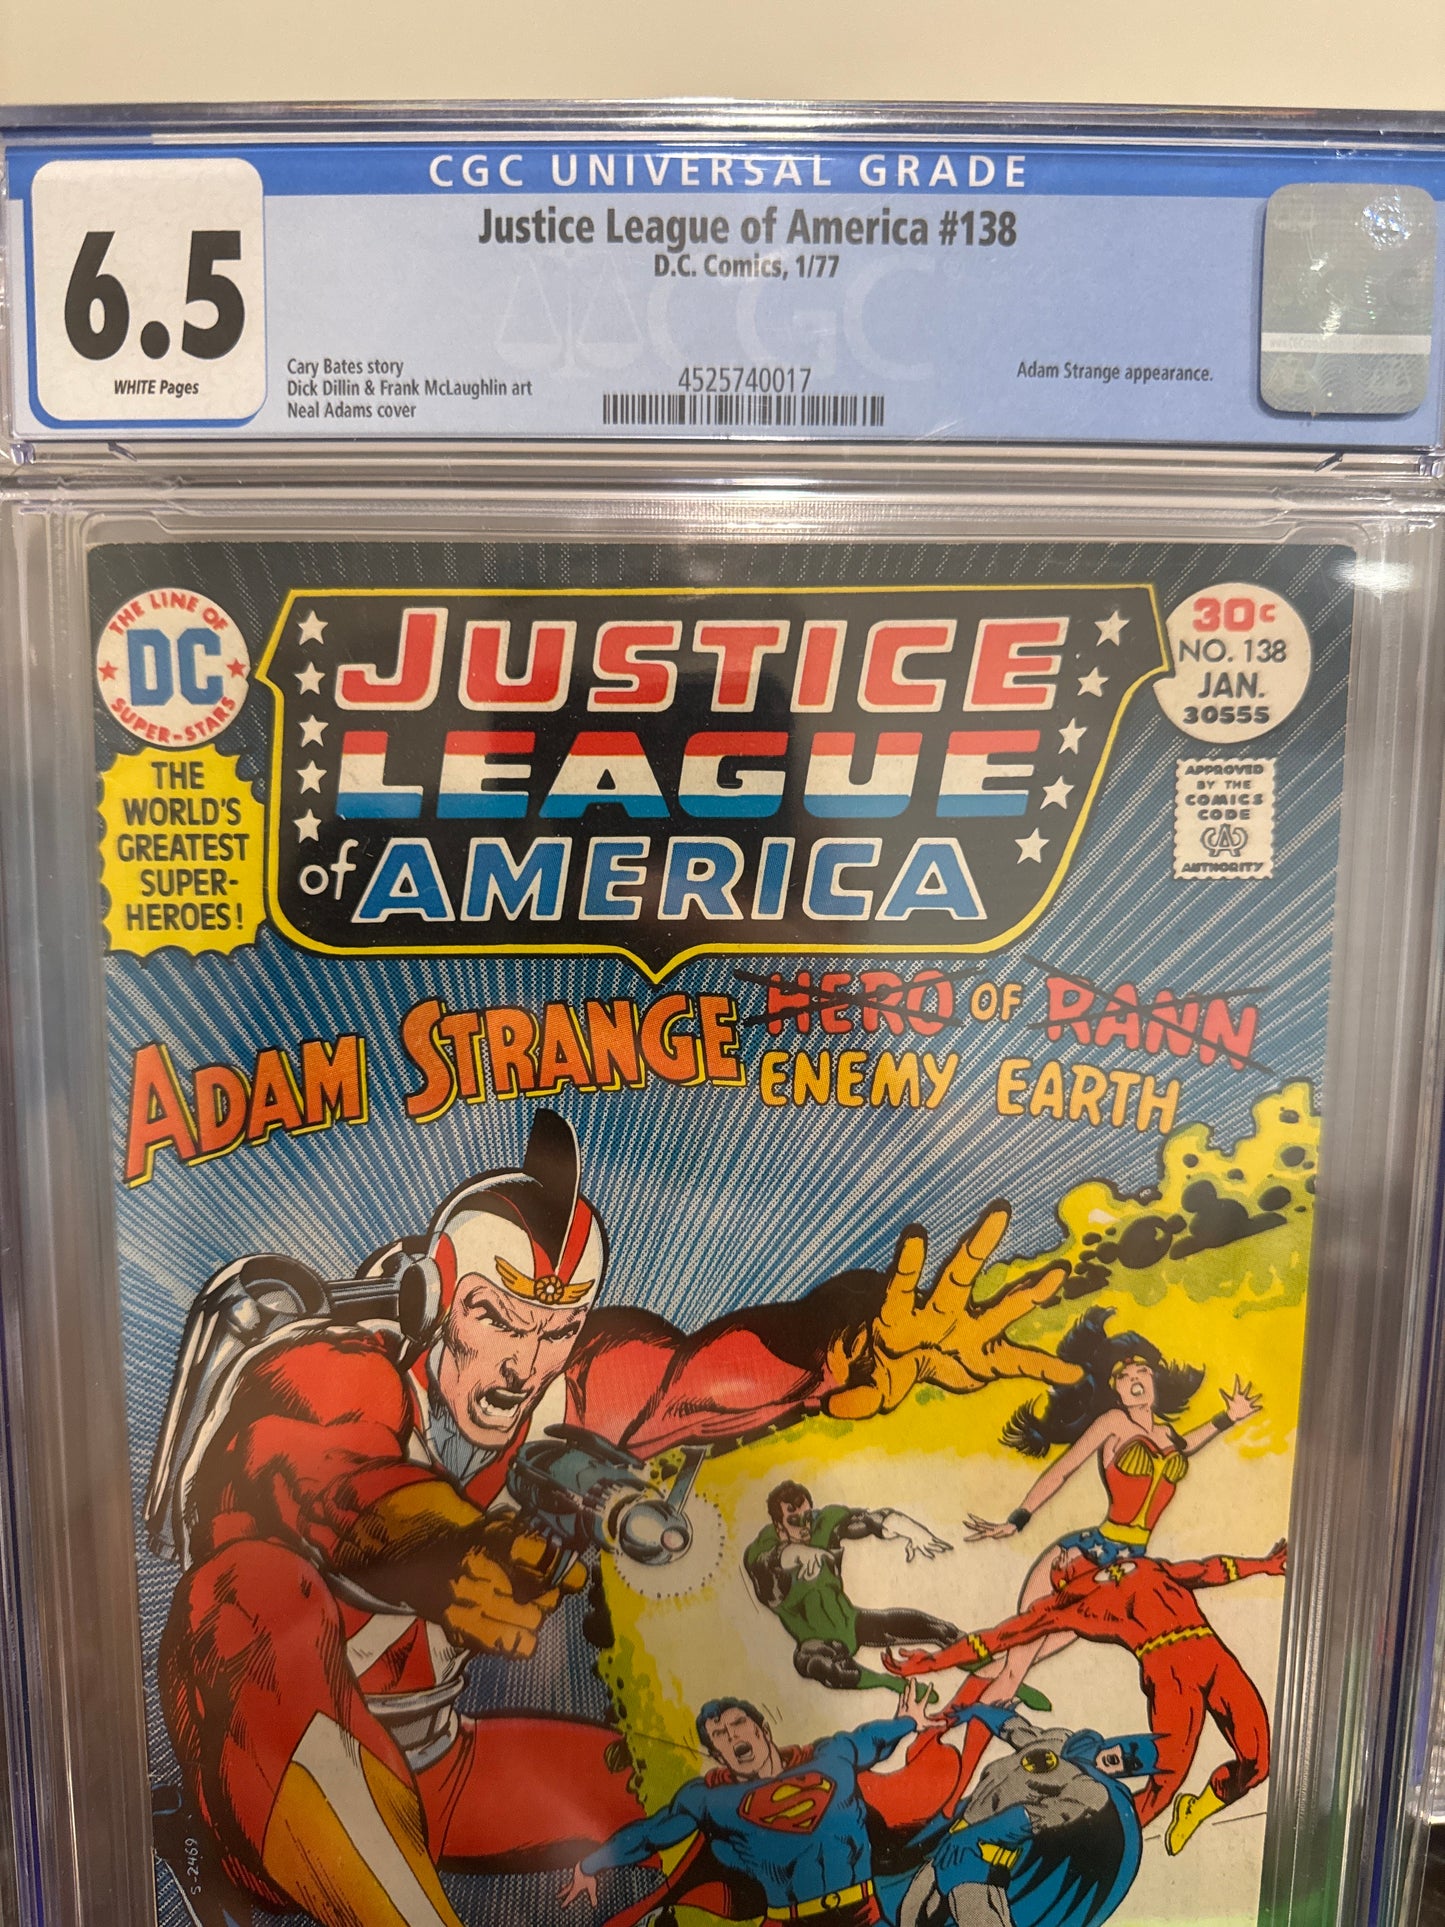 CGC UNIVERSAL GRADE
6.5
WHITE Pages
Justice League of America #138
D.C. Comics, 1/77
CGC
Cary Bates story
Dick Dillin & Frank McLaughlin art
Neal Adams cover
4525740017
Adam Strange appearance.
THE LINE OF
DC
SUPER-STARS
JUSTICE
LEAGUE
of AMERICA
30c
NO. 138
JAN.
30555
APPROVED
BY THE
COMICS
CODE
CA
AUTHORITY
THE
WORLD'S
GREATEST
SUPER-
HEROES!
ADAM STRANGE HERO OF RANN
ENEMY EARTH
S
S-2469